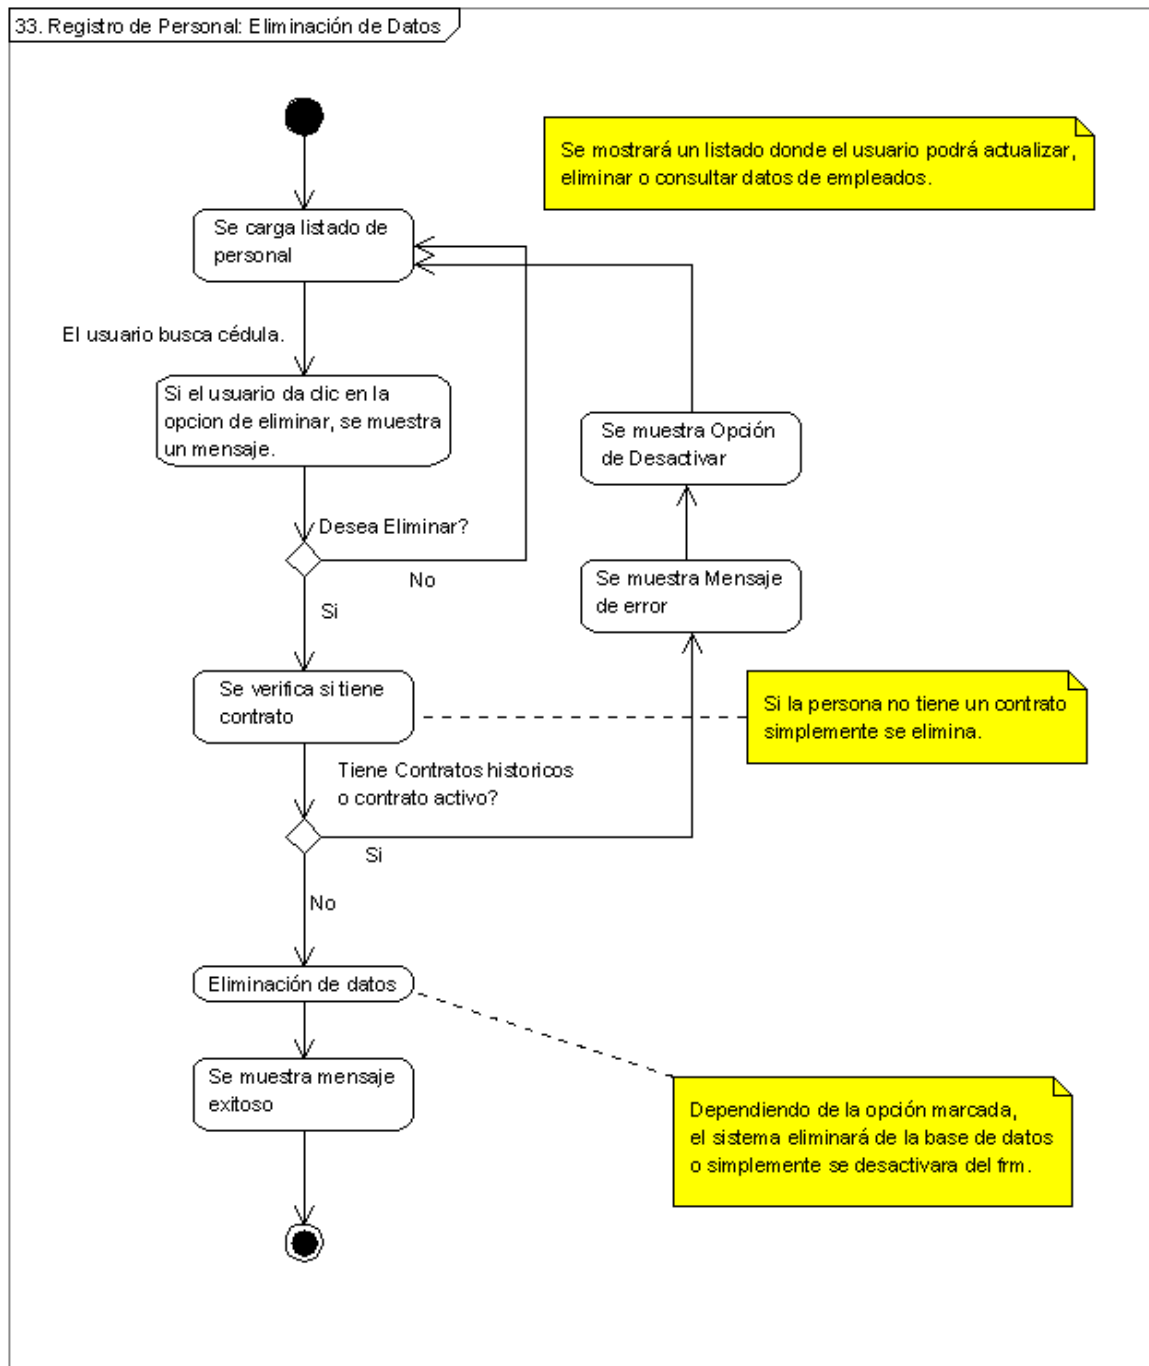 33. Registro de Personal: Eliminación de Datos
Se mostrará un listado donde el usuario podrá actualizar,
eliminar o consultar datos de empleados.
Se carga listado de
personal
El usuario busca cédula.
Si el usuario da clic en la
opcion de eliminar, se muestra
un mensaje.
Se muestra Opción
de Desactivar
Desea Eliminar?
No
Si
Se muestra Mensaje
de error
Se verifica si tiene
contrato
Si la persona no tiene un contrato
simplemente se elimina.
Tiene Contratos historicos
o contrato activo?
Si
No
Eliminación de datos
Se muestra mensaje
exitoso
Dependiendo de la opción marcada,
el sistema eliminará de la base de datos
o simplemente se desactivara del frm.